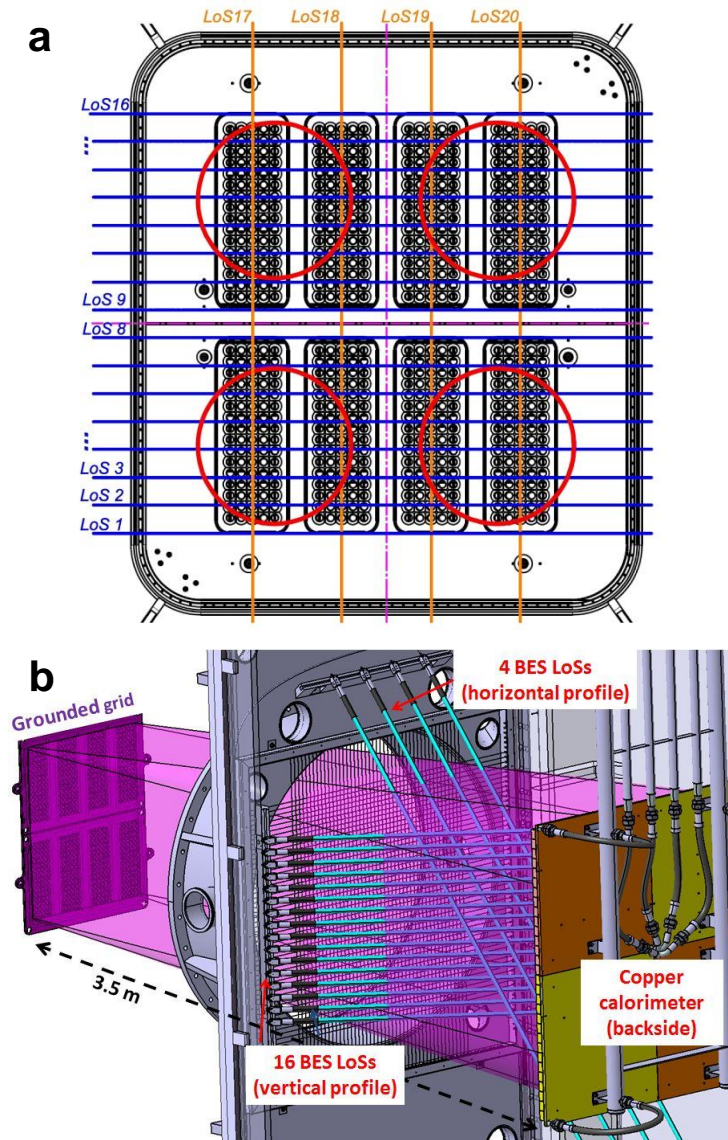 a
LoS17 LoS18 LoS19 LoS20
LoS16
...
LoS 9
LoS 8
...
LoS 3
LoS 2
LoS 1
b
4 BES LoSs
(horizontal profile)
Grounded grid
3.5 m
Copper
calorimeter
(backside)
16 BES LoSs
(vertical profile)